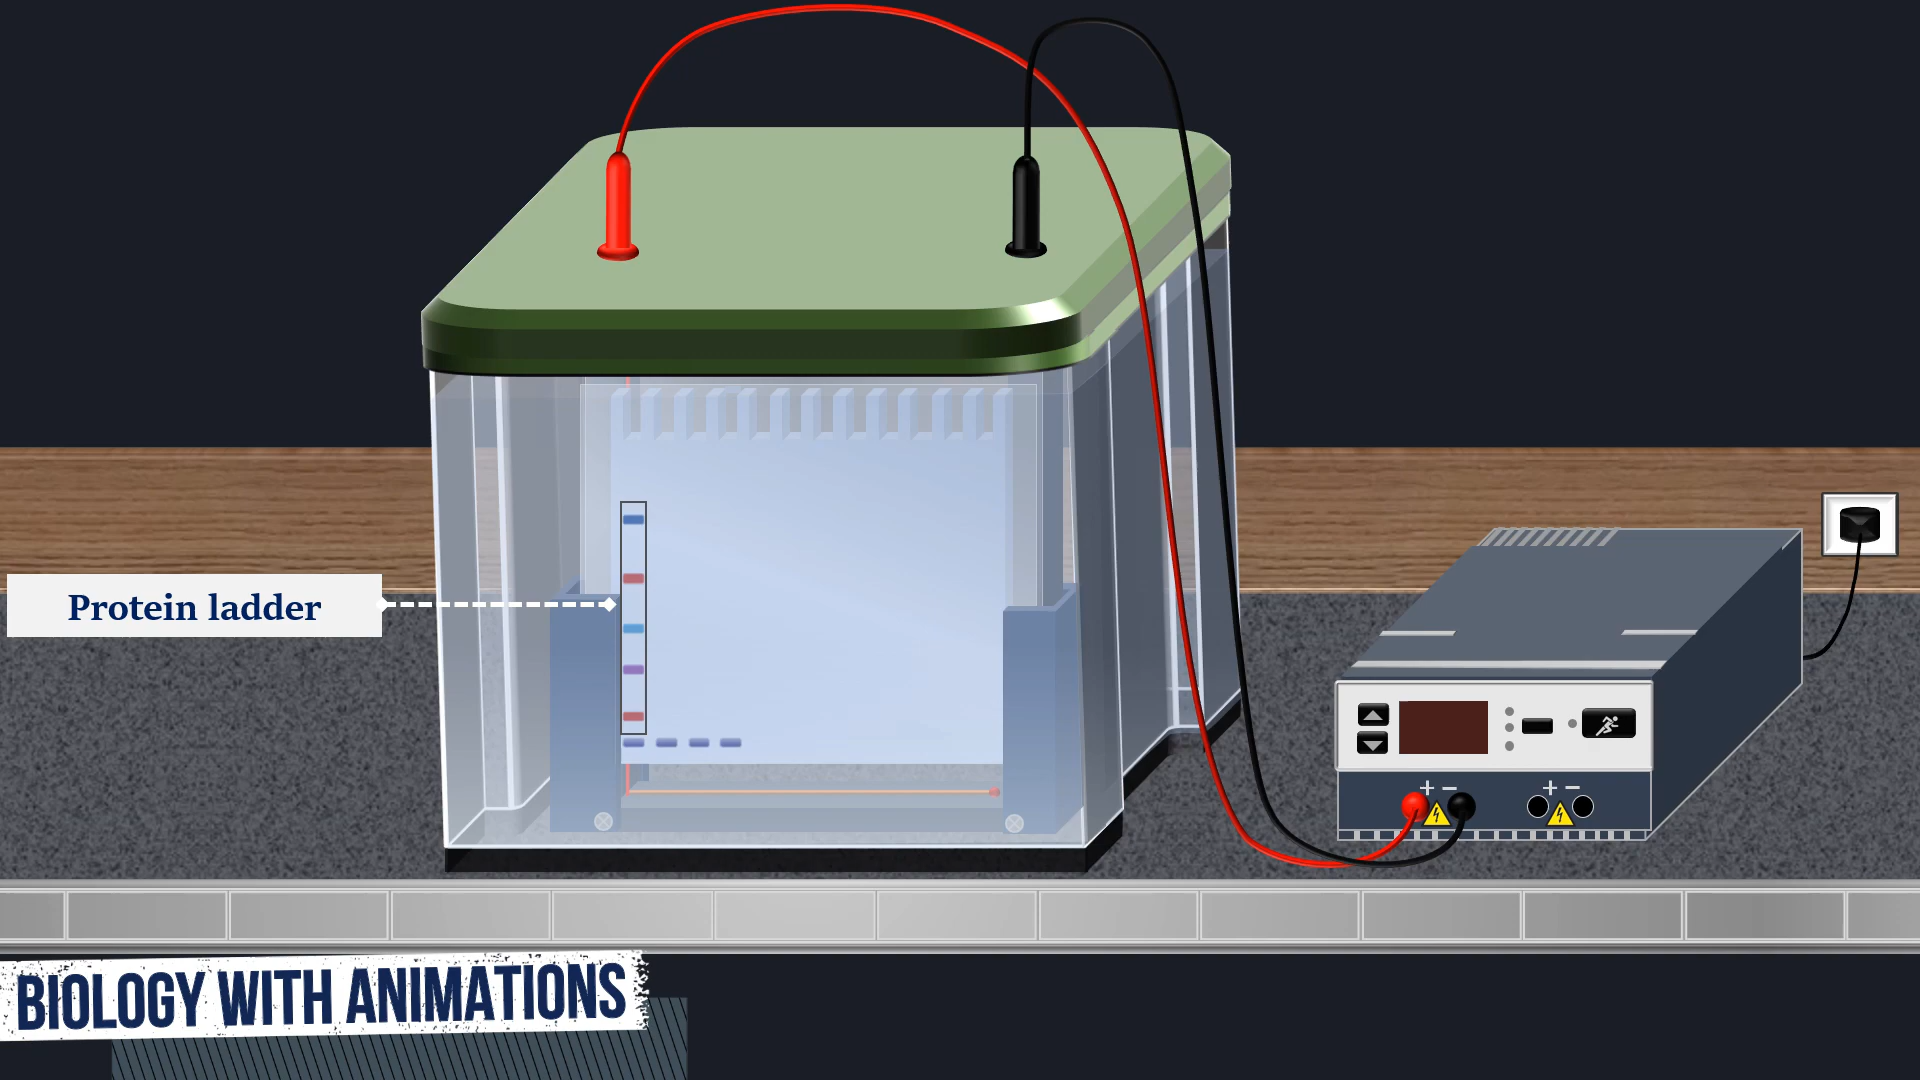 Protein ladder
+ −
+ −
BIOLOGY WITH ANIMATIONS